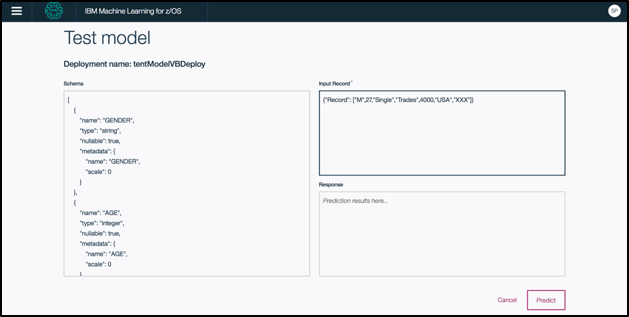 IBM Machine Learning for z/OS
SP
Test model
Deployment name: tentModelVBDeploy
Schema
[
{
"name": "GENDER",
"type": "string",
"nullable": true,
"metadata": {
"name": "GENDER",
"scale": 0
}
},
{
"name": "AGE",
"type": "integer",
"nullable": true,
"metadata": {
"name": "AGE",
"scale": 0
}
Input Record*
{"Record": ["M",27,"Single","Trades",4000,"USA","XXX"]}
Response
Prediction results here...
Cancel
Predict